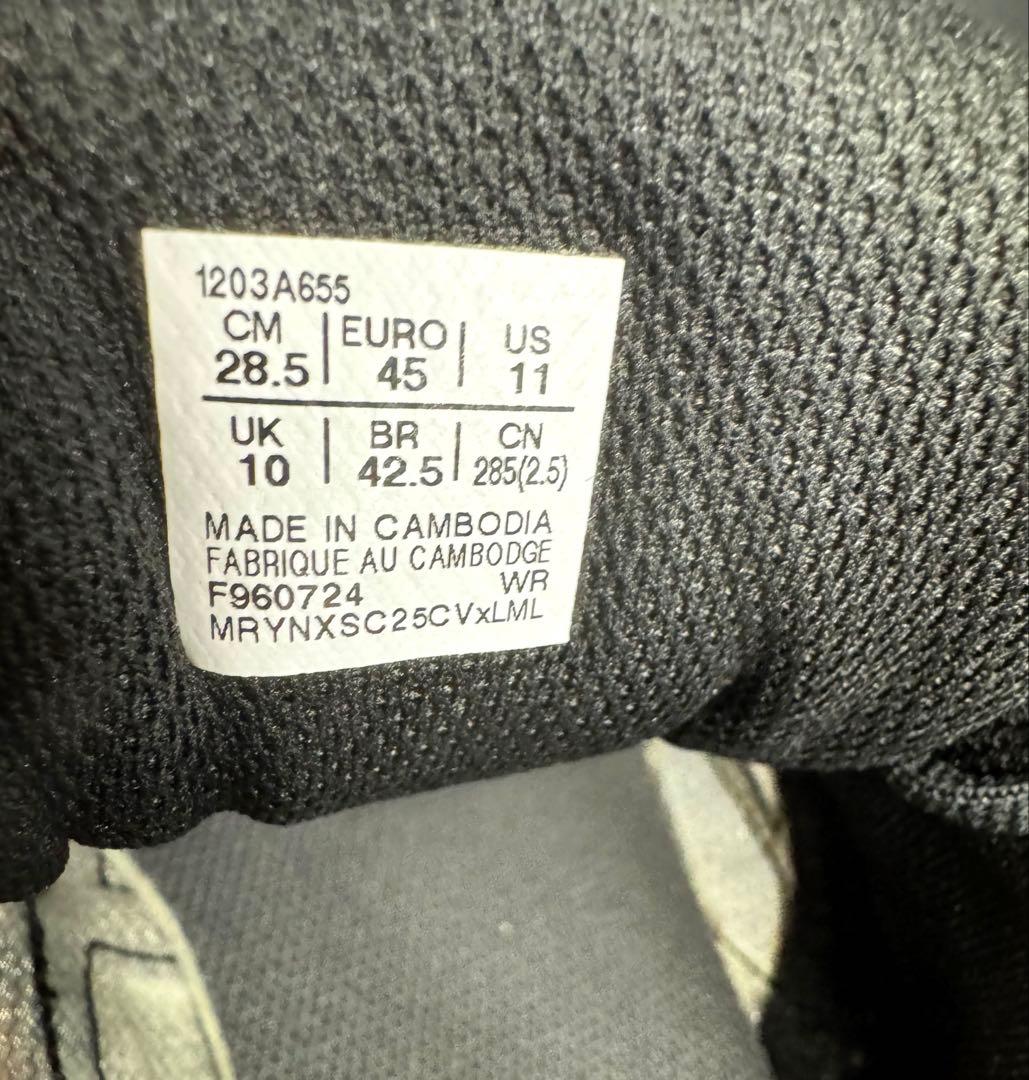 1203A655
CM | EURO | US
28.5 | 45 | 11
UK | BR | CN
10 | 42.5 | 285(2.5)
MADE IN CAMBODIA
FABRIQUE AU CAMBODGE
F960724 WR
MRYNXSC25CVxLML